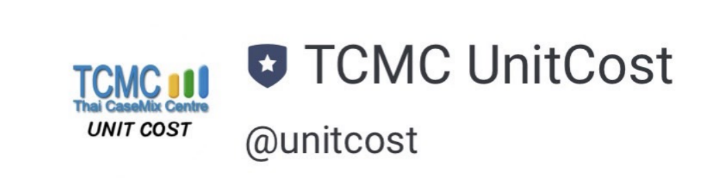 TCMC
Thai CaseMix Centre
UNIT COST
TCMC UnitCost
@unitcost